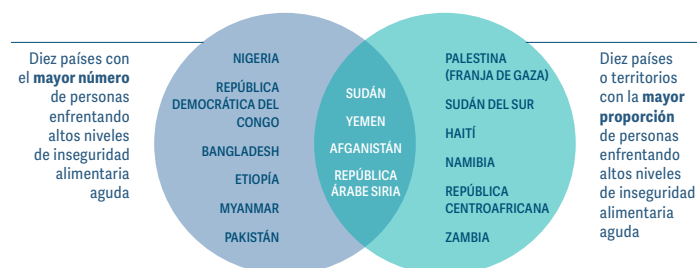 Diez países con
el mayor número
de personas
enfrentando
altos niveles
de inseguridad
alimentaria
aguda
NIGERIA
REPÚBLICA
DEMOCRÁTICA DEL
CONGO
BANGLADESH
ETIOPÍA
MYANMAR
PAKISTÁN
SUDÁN
YEMEN
AFGANISTÁN
REPÚBLICA
ÁRABE SIRIA
PALESTINA
(FRANJA DE GAZA)
SUDÁN DEL SUR
HAITÍ
NAMIBIA
REPÚBLICA
CENTROAFRICANA
ZAMBIA
Diez países
o territorios
con la mayor
proporción
de personas
enfrentando
altos niveles
de inseguridad
alimentaria
aguda